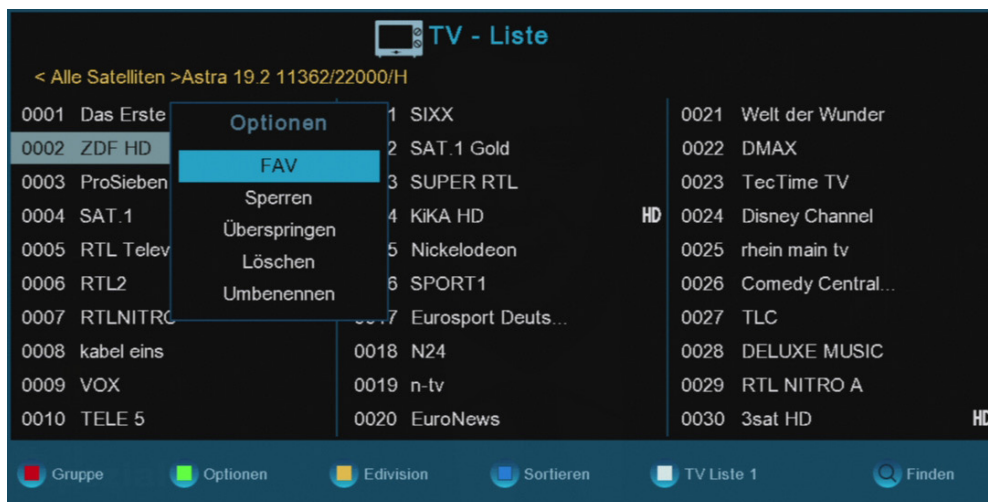 TV - Liste
< Alle Satelliten >Astra 19.2 11362/22000/H
0001 Das Erste
0002 ZDF HD
0003 ProSieben
0004 SAT.1
0005 RTL Telev
0006 RTL2
0007 RTLNITRO
0008 kabel eins
0009 VOX
0010 TELE 5
Optionen
FAV
Sperren
Überspringen
Löschen
Umbenennen
1 SIXX
2 SAT.1 Gold
3 SUPER RTL
4 KiKA HD HD
5 Nickelodeon
6 SPORT1
0017 Eurosport Deuts...
0018 N24
0019 n-tv
0020 EuroNews
0021 Welt der Wunder
0022 DMAX
0023 TecTime TV
0024 Disney Channel
0025 rhein main tv
0026 Comedy Central...
0027 TLC
0028 DELUXE MUSIC
0029 RTL NITRO A
0030 3sat HD HD
Gruppe
Optionen
Edivision
Sortieren
TV Liste 1
Finden